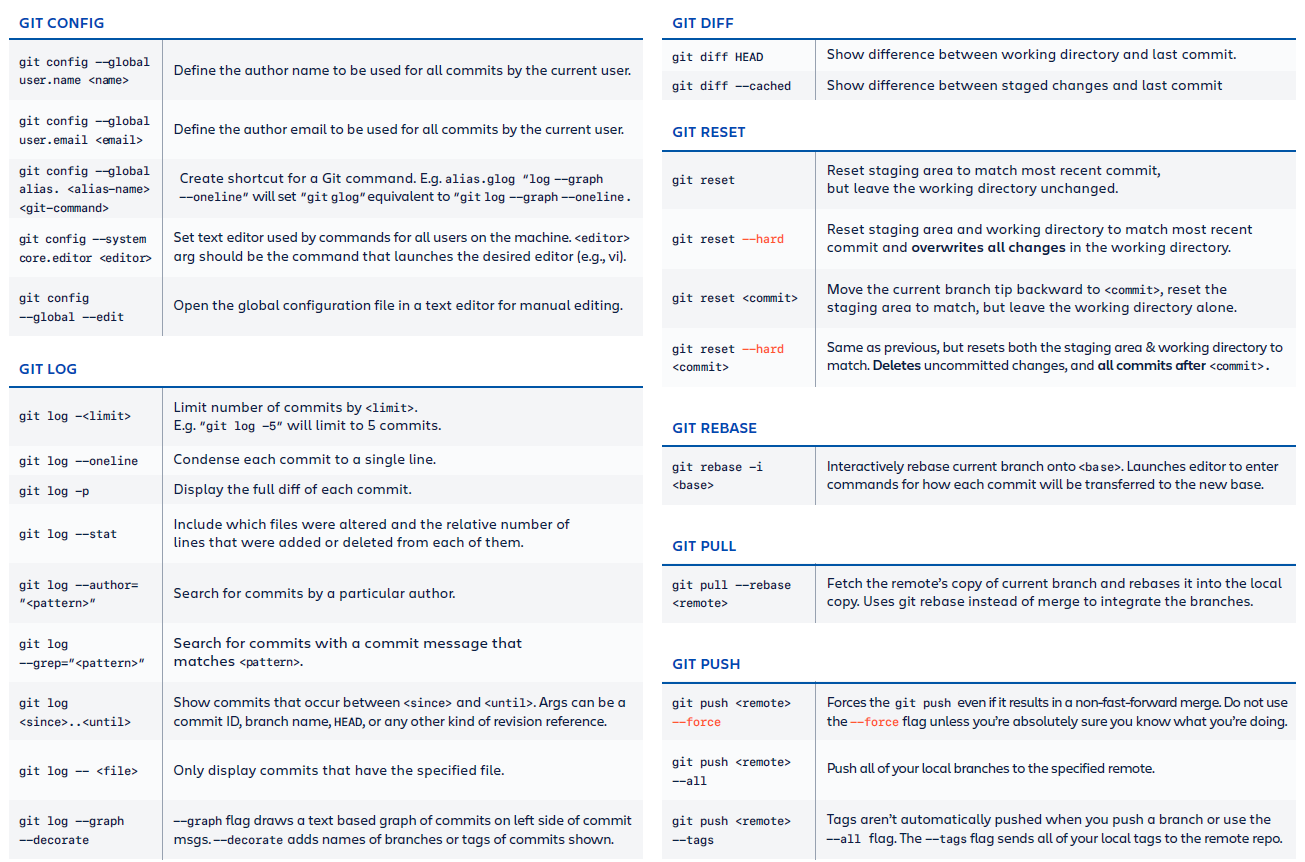 GIT CONFIG
git config --global
user.name <name>
Define the author name to be used for all commits by the current user.
git config --global
user.email <email>
Define the author email to be used for all commits by the current user.
git config --global
alias. <alias-name>
<git-command>
Create shortcut for a Git command. E.g. alias.glog “log --graph
--oneline” will set ”git glog”equivalent to ”git log --graph --oneline.
git config --system
core.editor <editor>
Set text editor used by commands for all users on the machine. <editor>
arg should be the command that launches the desired editor (e.g., vi).
git config
--global --edit
Open the global configuration file in a text editor for manual editing.
GIT LOG
git log -<limit>
Limit number of commits by <limit>.
E.g. ”git log -5” will limit to 5 commits.
git log --oneline
Condense each commit to a single line.
git log -p
Display the full diff of each commit.
git log --stat
Include which files were altered and the relative number of
lines that were added or deleted from each of them.
git log --author=
”<pattern>”
Search for commits by a particular author.
git log
--grep=”<pattern>”
Search for commits with a commit message that
matches <pattern>.
git log
<since>..<until>
Show commits that occur between <since> and <until>. Args can be a
commit ID, branch name, HEAD, or any other kind of revision reference.
git log -- <file>
Only display commits that have the specified file.
git log --graph
--decorate
--graph flag draws a text based graph of commits on left side of commit
msgs. --decorate adds names of branches or tags of commits shown.
GIT DIFF
git diff HEAD
Show difference between working directory and last commit.
git diff --cached
Show difference between staged changes and last commit
GIT RESET
git reset
Reset staging area to match most recent commit,
but leave the working directory unchanged.
git reset --hard
Reset staging area and working directory to match most recent
commit and overwrites all changes in the working directory.
git reset <commit>
Move the current branch tip backward to <commit>, reset the
staging area to match, but leave the working directory alone.
git reset --hard
<commit>
Same as previous, but resets both the staging area & working directory to
match. Deletes uncommitted changes, and all commits after <commit>.
GIT REBASE
git rebase -i
<base>
Interactively rebase current branch onto <base>. Launches editor to enter
commands for how each commit will be transferred to the new base.
GIT PULL
git pull --rebase
<remote>
Fetch the remote’s copy of current branch and rebases it into the local
copy. Uses git rebase instead of merge to integrate the branches.
GIT PUSH
git push <remote>
--force
Forces the git push even if it results in a non-fast-forward merge. Do not use
the --force flag unless you’re absolutely sure you know what you’re doing.
git push <remote>
--all
Push all of your local branches to the specified remote.
git push <remote>
--tags
Tags aren’t automatically pushed when you push a branch or use the
--all flag. The --tags flag sends all of your local tags to the remote repo.